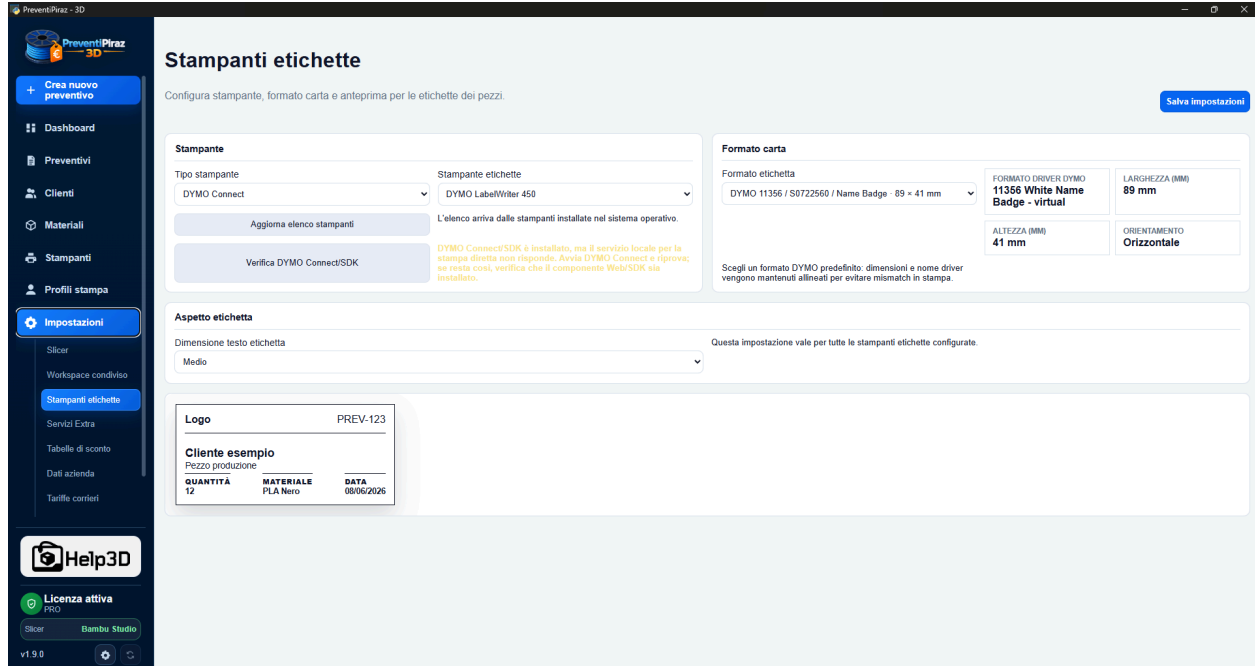 PreventiPiraz - 3D
PreventiPiraz
3D
+ Crea nuovo
preventivo
Dashboard
Preventivi
Clienti
Materiali
Stampanti
Profili stampa
Impostazioni
Slicer
Workspace condiviso
Stampanti etichette
Servizi Extra
Tabelle di sconto
Dati azienda
Tariffe corrieri
Help3D
Licenza attiva
PRO
Slicer Bambu Studio
v1.9.0
Stampanti etichette
Configura stampante, formato carta e anteprima per le etichette dei pezzi.
Salva impostazioni
Stampante
Tipo stampante
DYMO Connect
Aggiorna elenco stampanti
Verifica DYMO Connect/SDK
Stampante etichette
DYMO LabelWriter 450
L'elenco arriva dalle stampanti installate nel sistema operativo.
DYMO Connect/SDK è installato, ma il servizio locale per la
stampa diretta non risponde. Avvia DYMO Connect e riprova;
se resta così, verifica che il componente Web/SDK sia
installato.
Formato carta
Formato etichetta
DYMO 11356 / S0722560 / Name Badge · 89 × 41 mm
FORMATO DRIVER DYMO
11356 White Name
Badge - virtual
LARGHEZZA (MM)
89 mm
ALTEZZA (MM)
41 mm
ORIENTAMENTO
Orizzontale
Scegli un formato DYMO predefinito: dimensioni e nome driver
vengono mantenuti allineati per evitare mismatch in stampa.
Aspetto etichetta
Dimensione testo etichetta
Medio
Questa impostazione vale per tutte le stampanti etichette configurate.
Logo PREV-123
Cliente esempio
Pezzo produzione
QUANTITÀ MATERIALE DATA
12 PLA Nero 08/06/2026